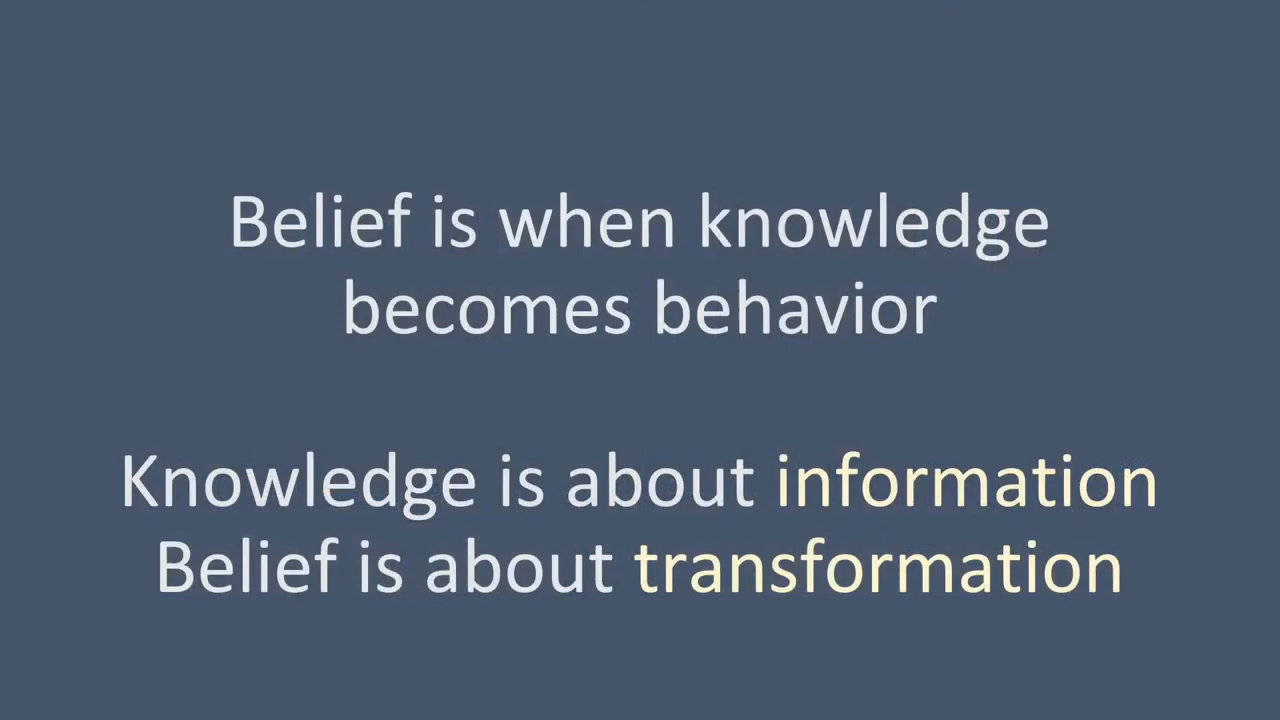 Belief is when knowledge
becomes behavior
Knowledge is about information
Belief is about transformation